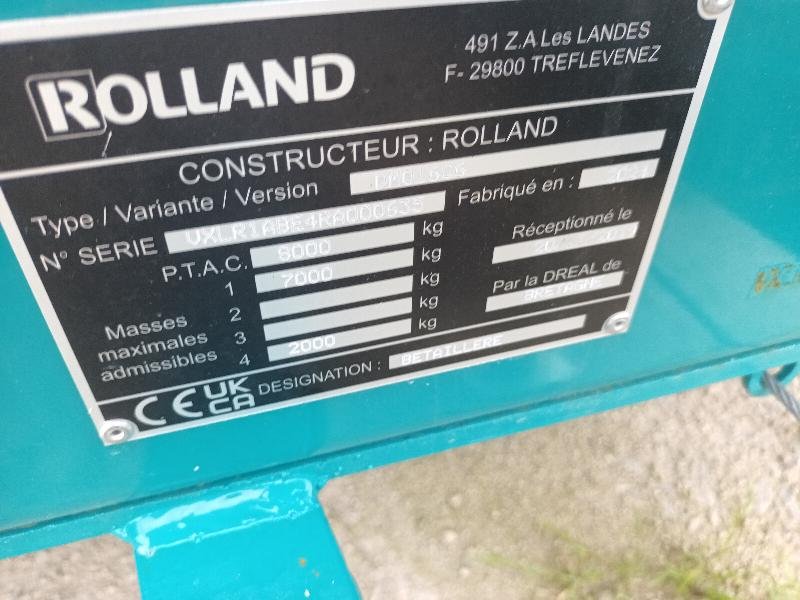 ROLLAND
491 Z.A Les LANDES
F- 29800 TREFLEVENEZ
CONSTRUCTEUR : ROLLAND
Type / Variante / Version
Fabriqué en :
N° SERIE VXLR1ABE4RA000635
Réceptionné le
P.T.A.C. 9000 kg
1 7000 kg
Par la DREAL de
BRETAGNE
Masses
maximales
admissibles
2 kg
3 kg
4 2000
CE UK
CA
DESIGNATION : BETAILLERE